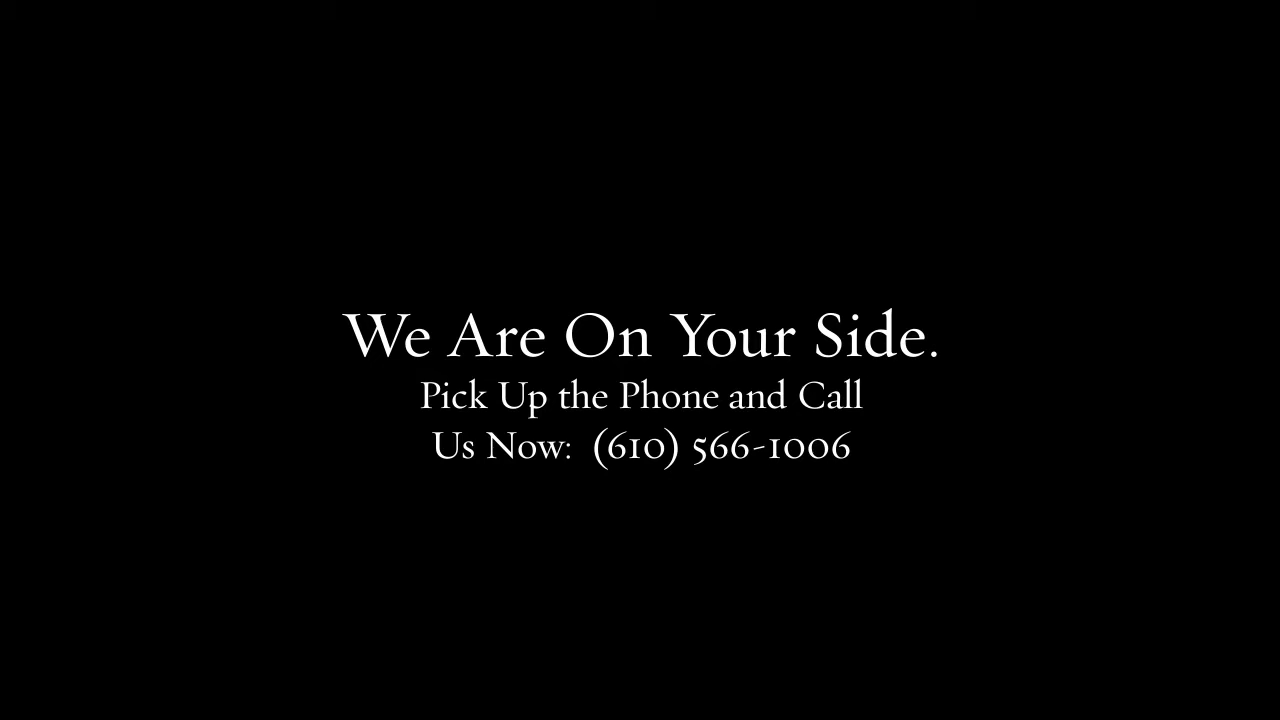 We Are On Your Side.
Pick Up the Phone and Call
Us Now:  (610) 566-1006